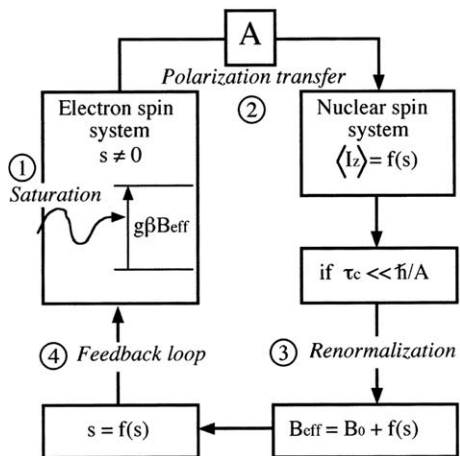 A
Polarization transfer
②
Electron spin
system
s ≠ 0
① 
Saturation
gβBeff
Nuclear spin
system
⟨Iz⟩ = f(s)
if τc << ℏ/A
③ Renormalization
④ Feedback loop
s = f(s)
Beff = B0 + f(s)